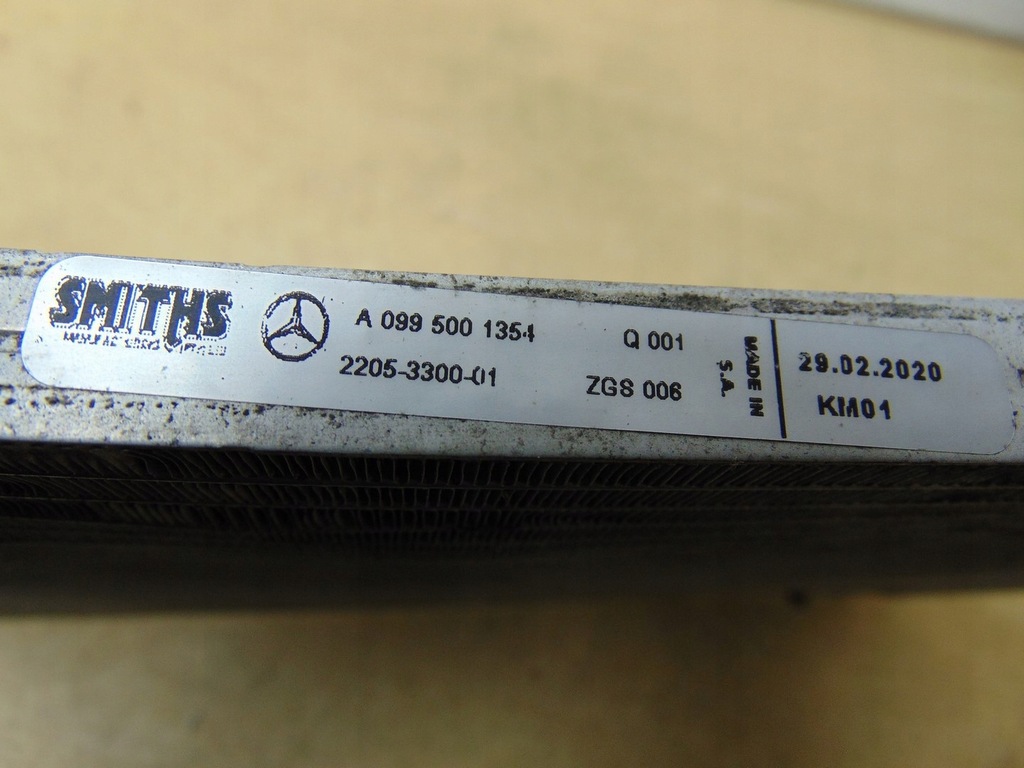 SMITHS
A 099 500 1354
2205-3300-01
Q 001
ZGS 006
MADE IN
S.A.
29.02.2020
KM01